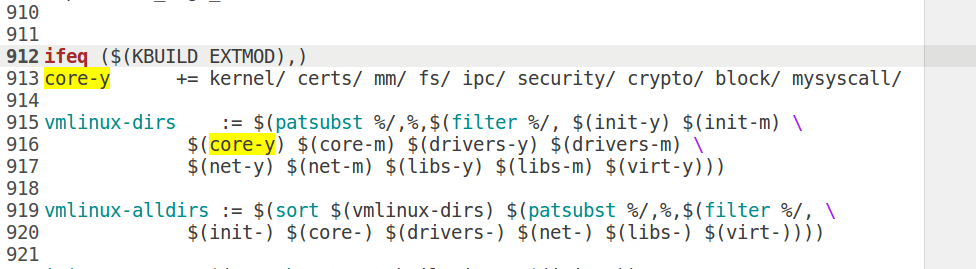 910
911
912 ifeq ($(KBUILD EXTMOD),)
913 core-y += kernel/ certs/ mm/ fs/ ipc/ security/ crypto/ block/ mysyscall/
914
915 vmlinux-dirs := $(patsubst %/,%,$(filter %/, $(init-y) $(init-m) \
916 $(core-y) $(core-m) $(drivers-y) $(drivers-m) \
917 $(net-y) $(net-m) $(libs-y) $(libs-m) $(virt-y)))
918
919 vmlinux-alldirs := $(sort $(vmlinux-dirs) $(patsubst %/,%,$(filter %/, \
920 $(init-) $(core-) $(drivers-) $(net-) $(libs-) $(virt-))))
921